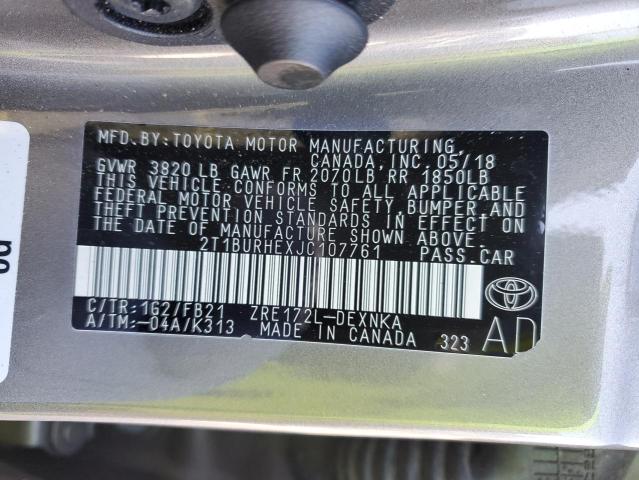 MFD. BY: TOYOTA MOTOR MANUFACTURING
CANADA, INC. 05/18
GVWR 3820 LB GAWR FR 2070LB RR 1850LB
THIS VEHICLE CONFORMS TO ALL APPLICABLE
FEDERAL MOTOR VEHICLE SAFETY, BUMPER AND
THEFT PREVENTION STANDARDS IN EFFECT ON
THE DATE OF MANUFACTURE SHOWN ABOVE.
2T1BURHEXJC107761 PASS. CAR
C/TR: 1G2/FB21 ZRE172L-DEXNKA
A/TM: -04A/K313 MADE IN CANADA 323 AD